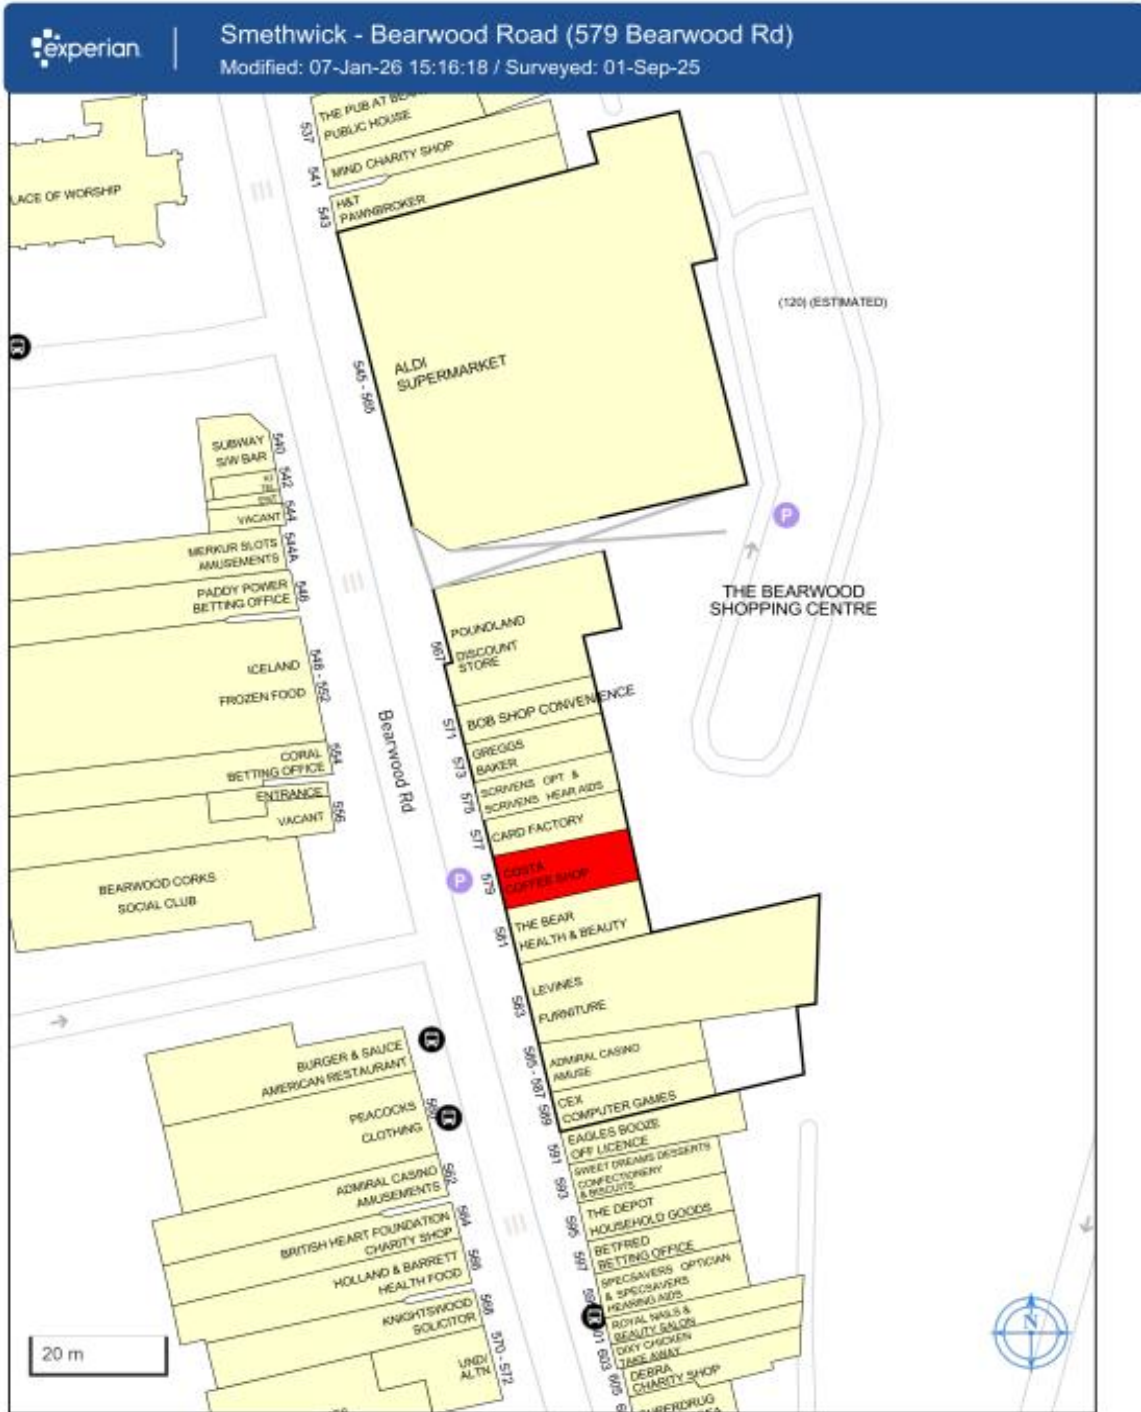 experian
Smethwick - Bearwood Road (579 Bearwood Rd)
Modified: 07-Jan-26 15:16:18 / Surveyed: 01-Sep-25
THE PUB AT
PUBLIC HOUSE
537
MIND CHARITY SHOP
541
H&T
PAWNBROKER
543
LACE OF WORSHIP
(120) (ESTIMATED)
ALDI
SUPERMARKET
545 - 565
SUBWAY
S/W BAR
540
542
544
VACANT
544A
MERKUR SLOTS
AMUSEMENTS
PADDY POWER
BETTING OFFICE
546
P
THE BEARWOOD
SHOPPING CENTRE
POUNDLAND
DISCOUNT
STORE
567
ICELAND
FROZEN FOOD
548 - 552
BOB SHOP CONVENIENCE
571
GREGGS
BAKER
573
Bearwood Rd
CORAL
BETTING OFFICE
554
SCRIVENS OPT &
SCRIVENS HEAR AIDS
575
ENTRANCE
VACANT
556
CARD FACTORY
577
COSTA
COFFEE SHOP
579
P
BEARWOOD CORKS
SOCIAL CLUB
THE BEAR
HEALTH & BEAUTY
581
LEVINES
FURNITURE
583
ADMIRAL CASINO
AMUSE
585 - 587
CEX
COMPUTER GAMES
589
BURGER & SAUCE
AMERICAN RESTAURANT
PEACOCKS
CLOTHING
560
EAGLES BOOZE
OFF LICENCE
591
SWEET DREAMS DESSERTS
CONFECTIONERY
& BISCUITS
593
ADMIRAL CASINO
AMUSEMENTS
562
THE DEPOT
HOUSEHOLD GOODS
595
BRITISH HEART FOUNDATION
CHARITY SHOP
564
BETFRED
BETTING OFFICE
597
HOLLAND & BARRETT
HEALTH FOOD
566
SPECSAVERS OPTICIAN
& SPECSAVERS
HEARING AIDS
KNIGHTSWOOD
SOLICITOR
568
ROYAL NAILS &
BEAUTY SALON
DIXY CHICKEN
TAKE AWAY
603
UND/
ALTN
570 - 572
DEBRA
CHARITY SHOP
605
N
20 m